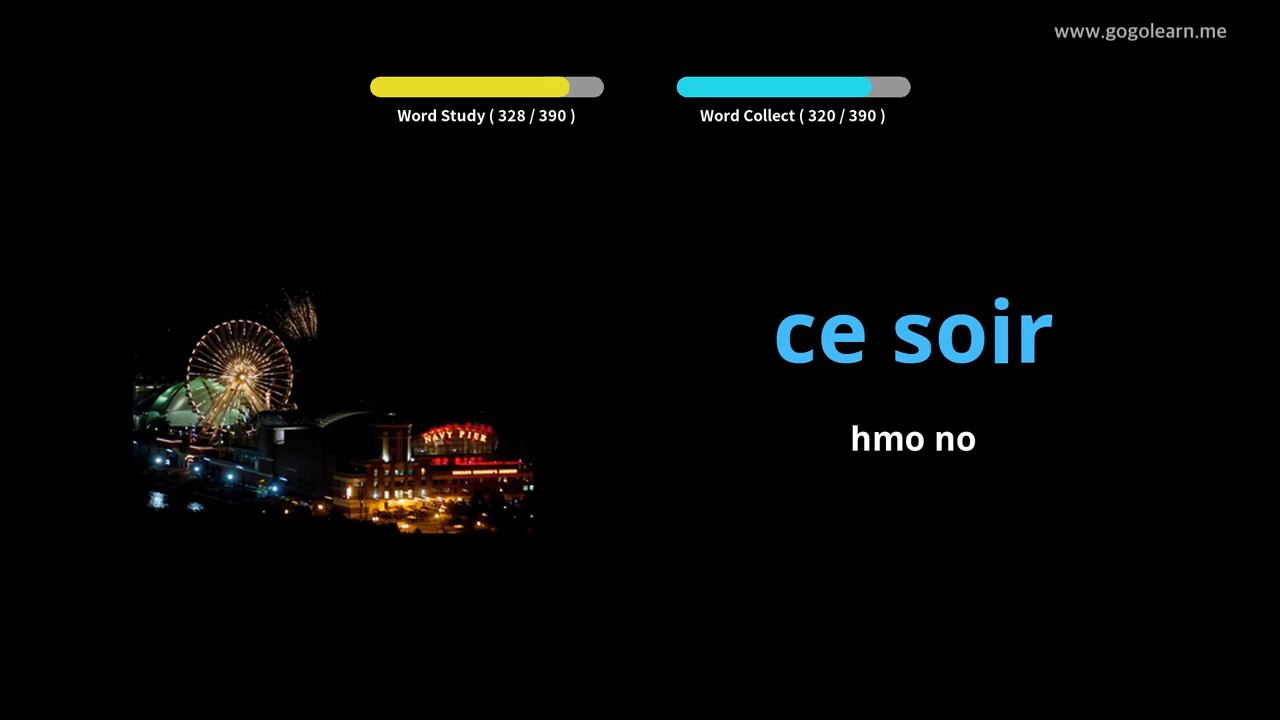 www.gogolearn.me
Word Study ( 328 / 390 )
Word Collect ( 320 / 390 )
ce soir
hmo no
NAVY PIER